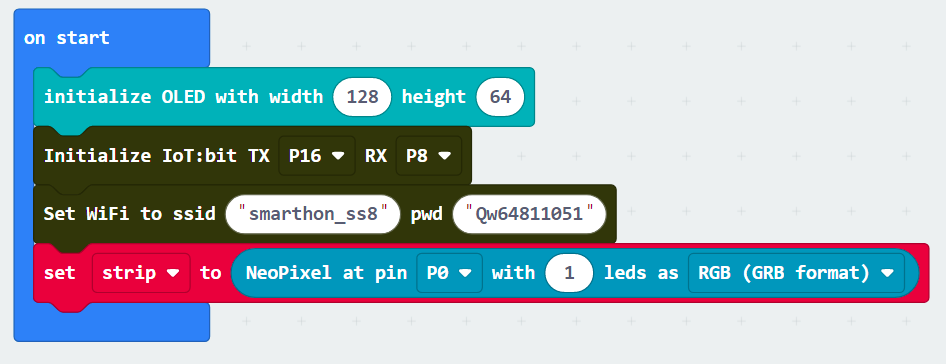 on start
initialize OLED with width 128 height 64
Initialize IoT:bit TX P16 RX P8
Set WiFi to ssid "smarthon_ss8" pwd "Qw64811051"
set strip to NeoPixel at pin P0 with 1 leds as RGB (GRB format)